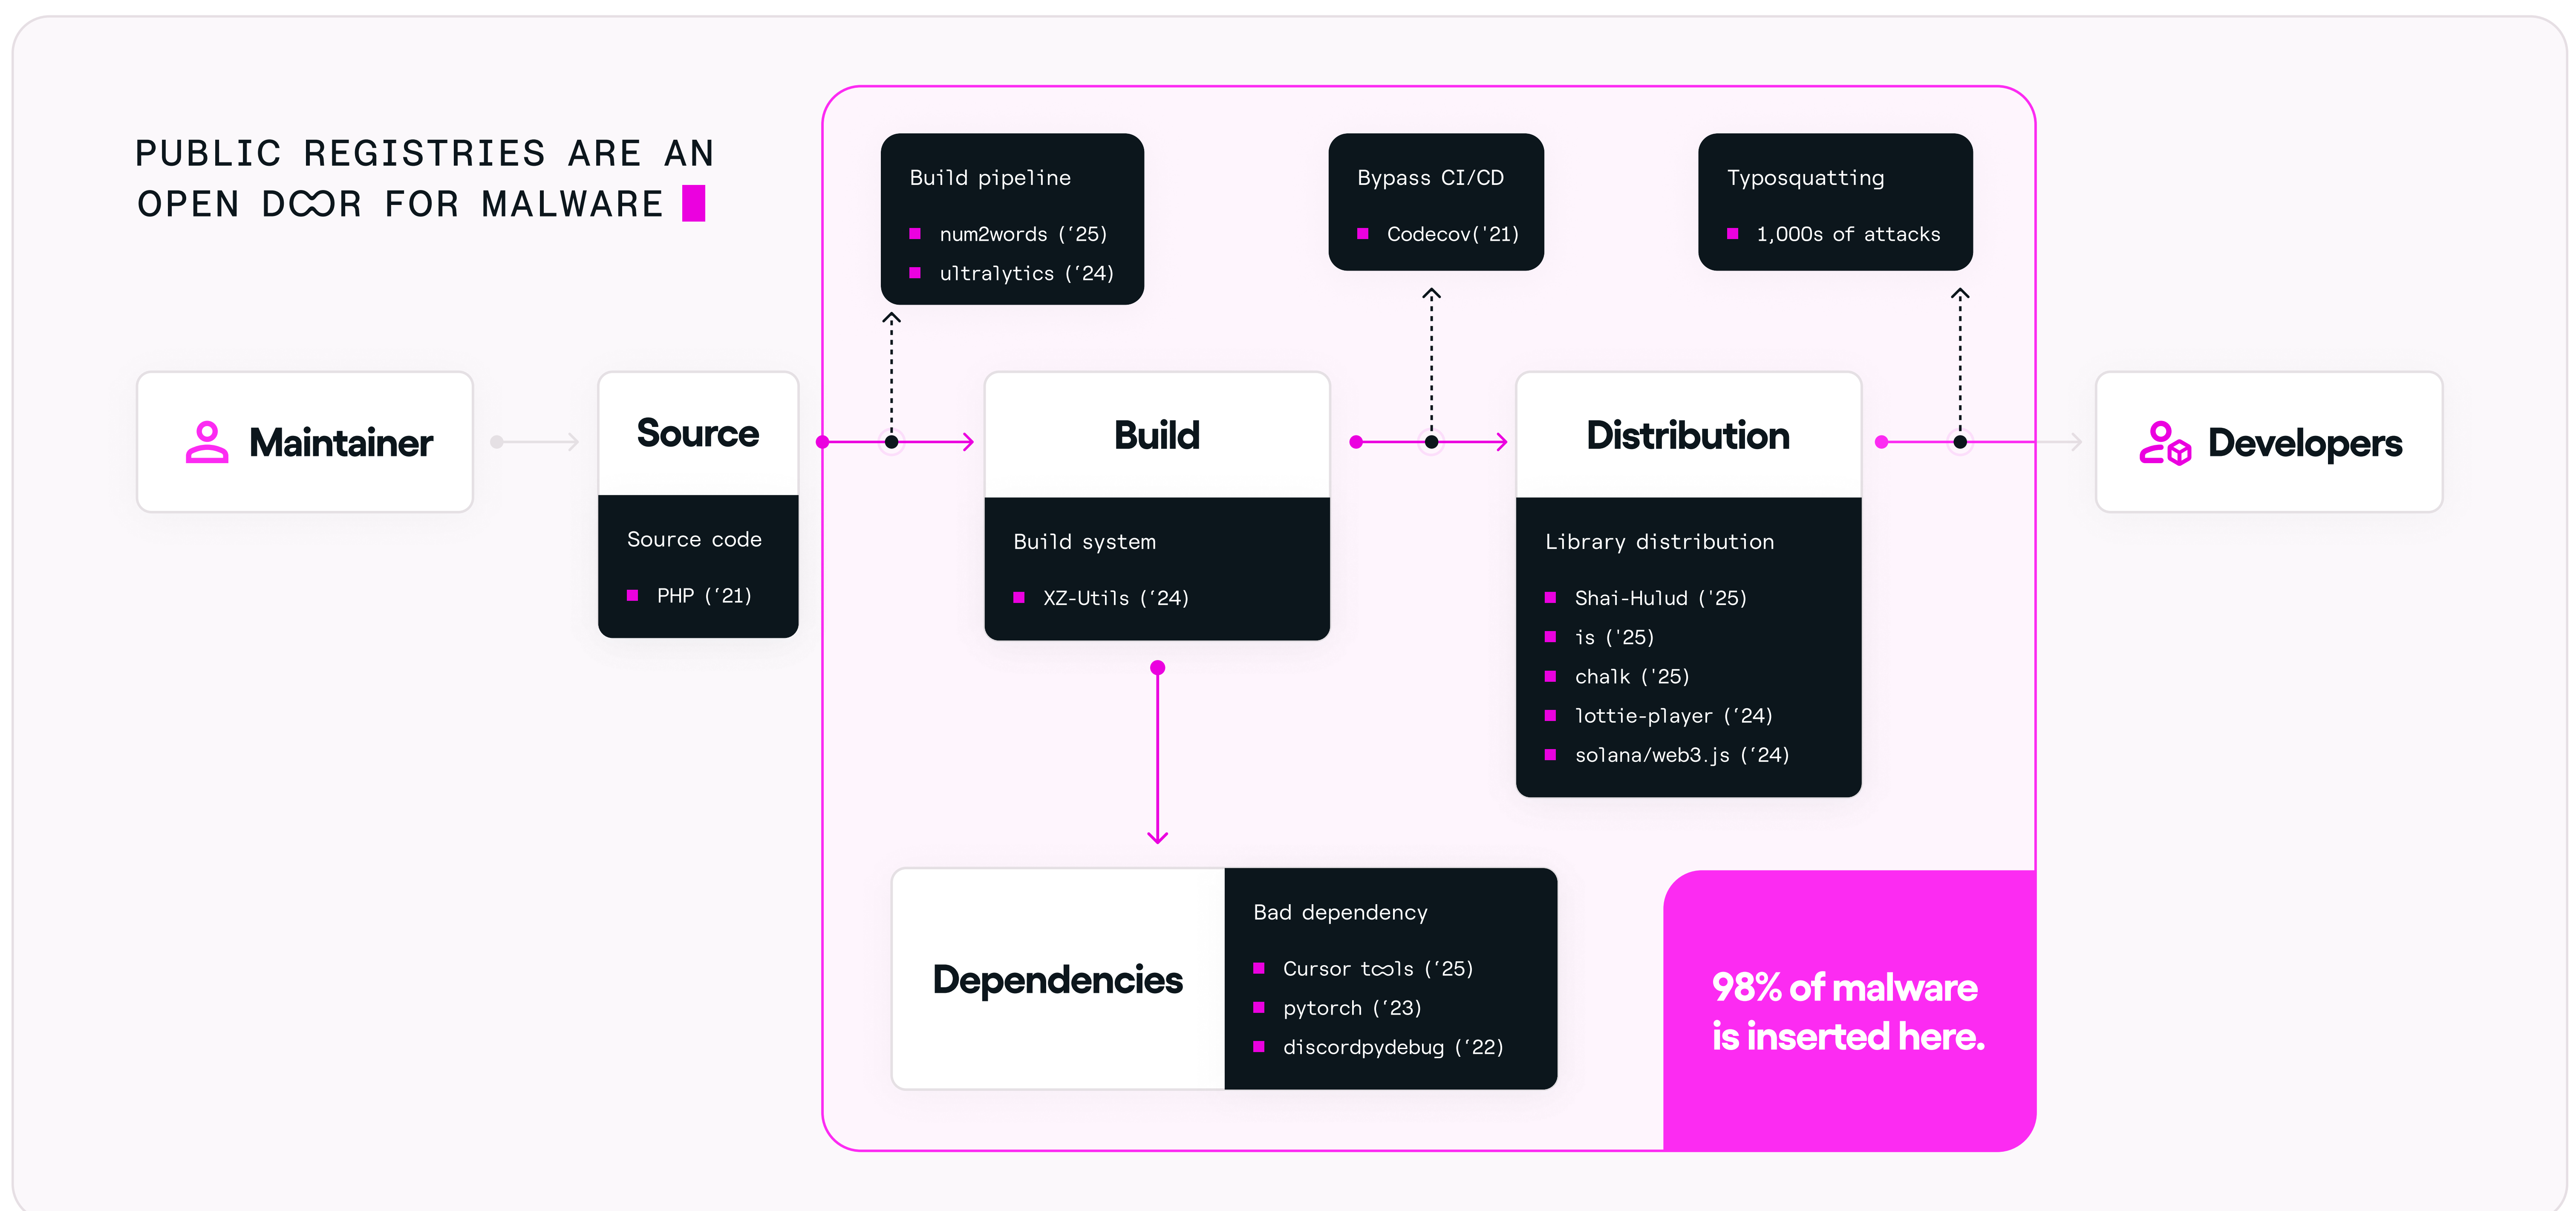 PUBLIC REGISTRIES ARE AN
OPEN DOOR FOR MALWARE
Build pipeline
num2words (‘25)
ultralytics (‘24)
Bypass CI/CD
Codecov('21)
Typosquatting
1,000s of attacks
Maintainer
Source
Source code
PHP (‘21)
Build
Build system
XZ-Utils (‘24)
Distribution
Library distribution
Shai-Hulud ('25)
is ('25)
chalk ('25)
lottie-player (‘24)
solana/web3.js (‘24)
Developers
Dependencies
Bad dependency
Cursor tools (‘25)
pytorch (‘23)
discordpydebug (‘22)
98% of malware
is inserted here.